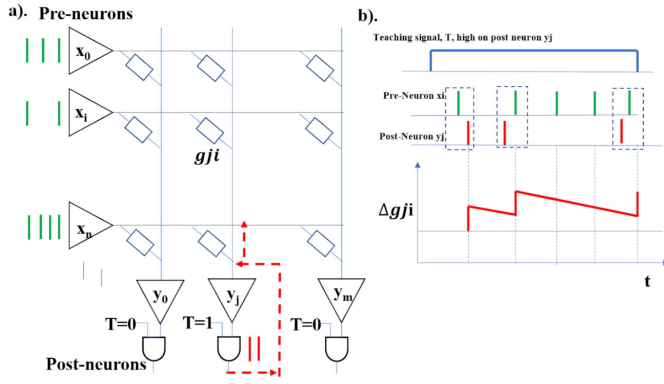 a).
Pre-neurons
x0
xi
gji
xn
y0
yj
ym
T=0
T=1
T=0
Post-neurons
b).
Teaching signal, T, high on post neuron yj
Pre-Neuron xi
Post-Neuron yj
Δgji
t